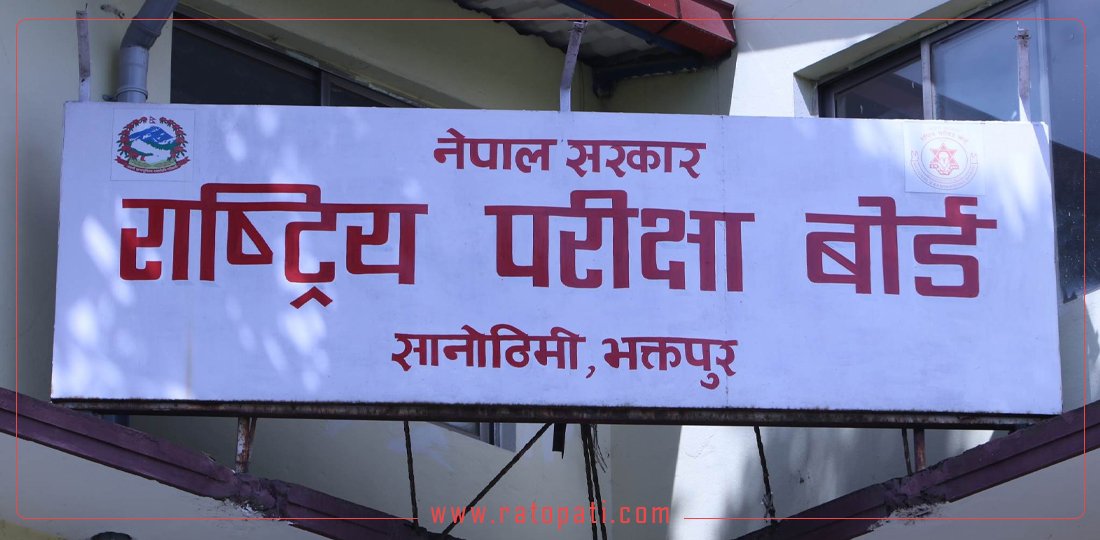 नेपाल सरकार
राष्ट्रिय परीक्षा बोर्ड
सानोठिमी, भक्तपुर
www.ratopati.com